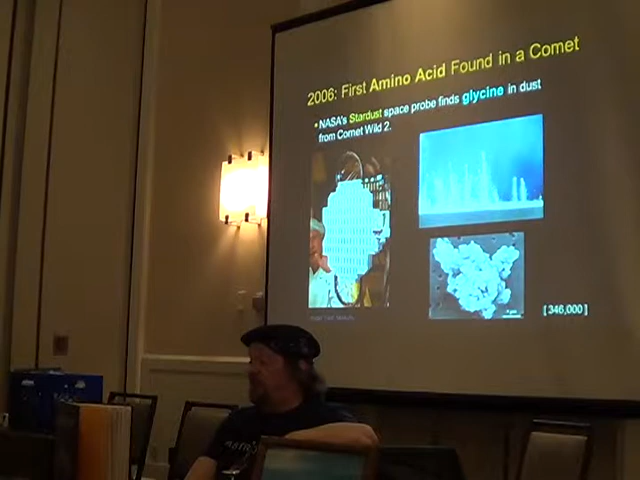 2006: First Amino Acid Found in a Comet
• NASA's Stardust space probe finds glycine in dust
from Comet Wild 2.
[ 346,000 ]